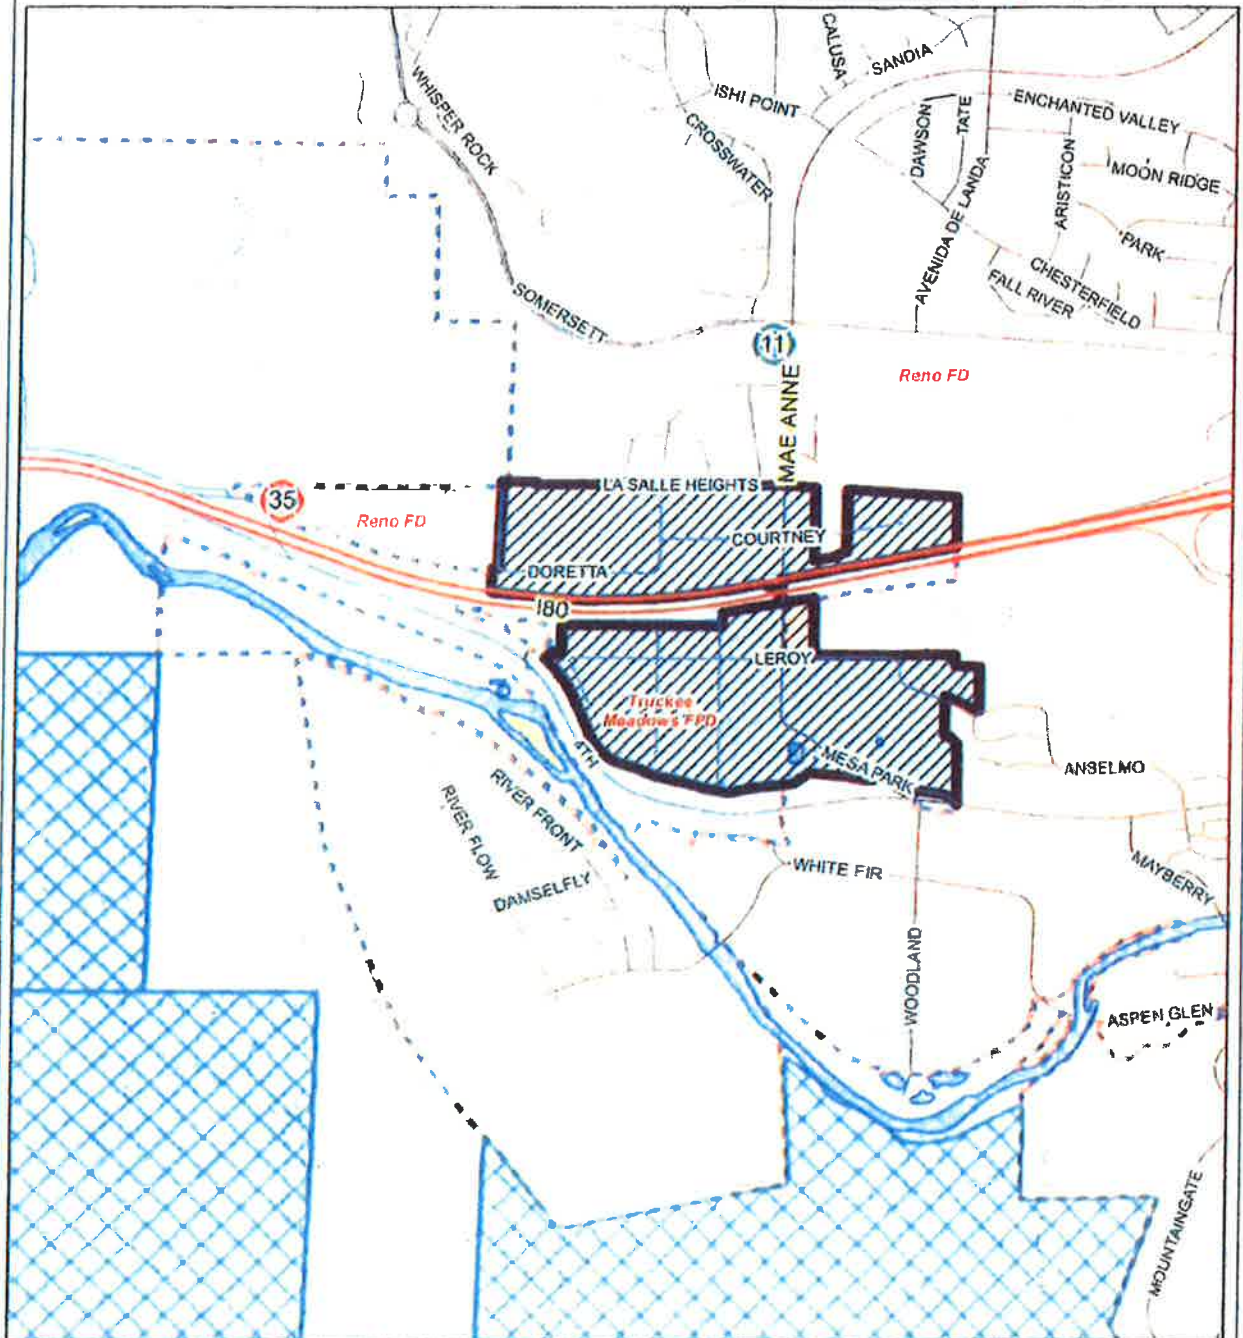 CALUSA
SANDIA
WHISPER ROCK
ISHI POINT
ENCHANTED VALLEY
CROSSWATER
DAWSON
TATE
ARISTICON
MOON RIDGE
AVENIDA DE LANDA
PARK
CHESTERFIELD
FALL RIVER
SOMERSETT
11
Reno FD
MAE ANNE
LA SALLE HEIGHTS
35
Reno FD
COURTNEY
DORETTA
I80
LEROY
Truckee
Meadows FPD
4TH
MESA PARK
ANSELMO
RIVER FRONT
RIVER FLOW
DAMSELFLY
WHITE FIR
MAYBERRY
WOODLAND
ASPEN GLEN
MOUNTAINGATE